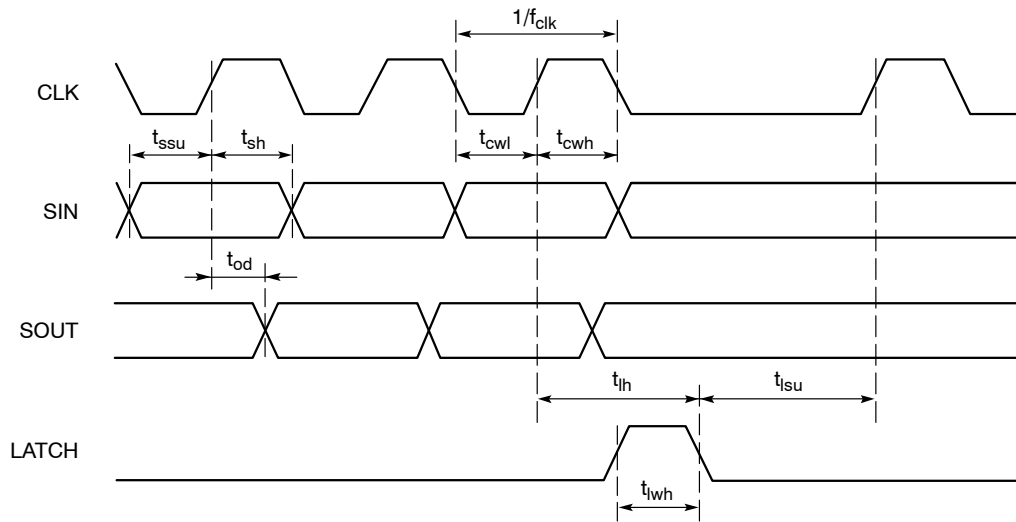 1/fclk
CLK
tssu
tsh
tcwl
tcwh
SIN
tod
SOUT
tlh
tlsu
LATCH
tlwh